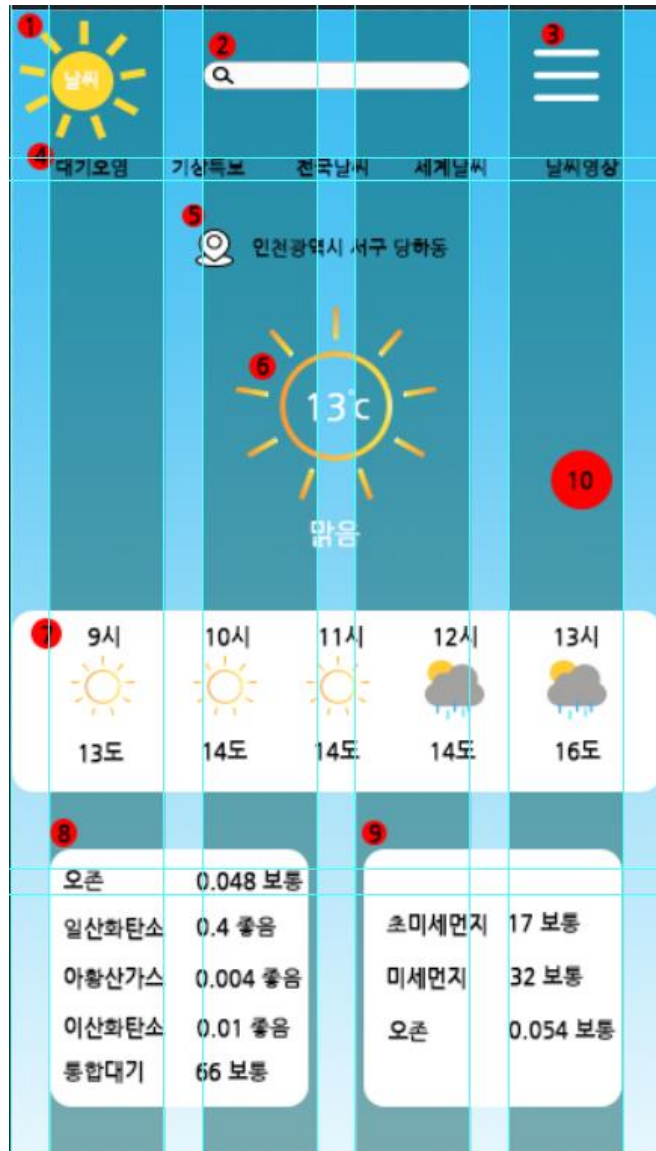 1
2
3
날씨
4
대기오염 기상특보 전국날씨 세계날씨 날씨영상
5
인천광역시 서구 당하동
6
13°c
10
맑음
7
9시 10시 11시 12시 13시
13도 14도 14도 14도 16도
8
오존 0.048 보통
일산화탄소 0.4 좋음
아황산가스 0.004 좋음
이산화탄소 0.01 좋음
통합대기 66 보통
9
초미세먼지 17 보통
미세먼지 32 보통
오존 0.054 보통